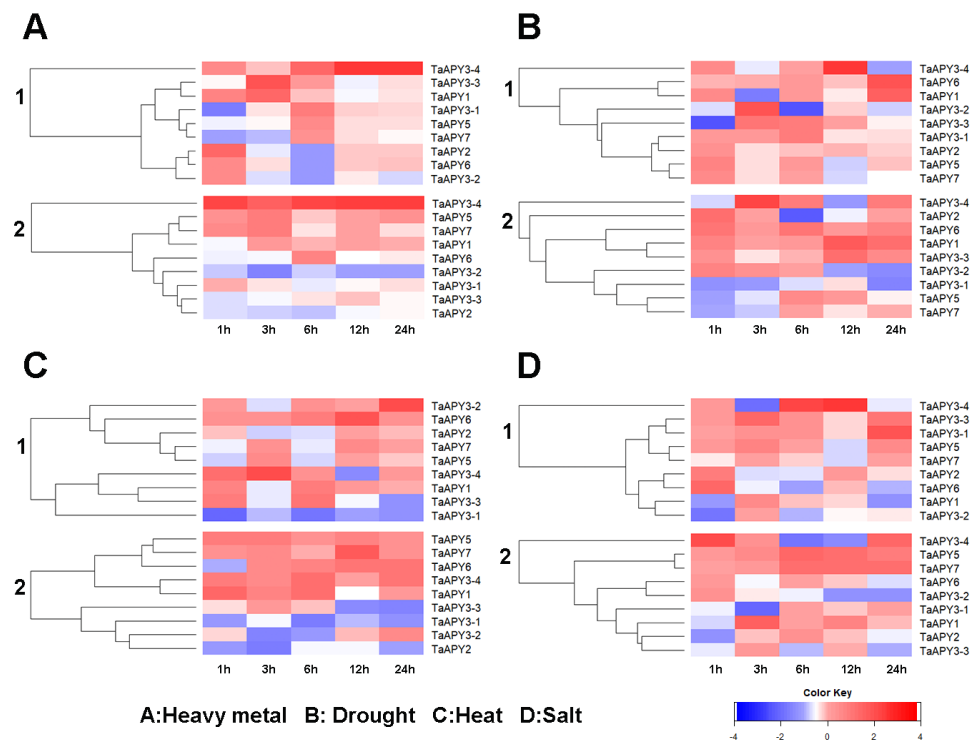 A
1
TaAPY3-4
TaAPY3-3
TaAPY1
TaAPY3-1
TaAPY5
TaAPY7
TaAPY2
TaAPY6
TaAPY3-2
2
TaAPY3-4
TaAPY5
TaAPY7
TaAPY1
TaAPY6
TaAPY3-2
TaAPY3-1
TaAPY3-3
TaAPY2
1h 3h 6h 12h 24h
B
1
TaAPY3-4
TaAPY6
TaAPY1
TaAPY3-2
TaAPY3-3
TaAPY3-1
TaAPY2
TaAPY5
TaAPY7
2
TaAPY3-4
TaAPY2
TaAPY6
TaAPY1
TaAPY3-3
TaAPY3-2
TaAPY3-1
TaAPY5
TaAPY7
1h 3h 6h 12h 24h
C
1
TaAPY3-2
TaAPY6
TaAPY2
TaAPY7
TaAPY5
TaAPY3-4
TaAPY1
TaAPY3-3
TaAPY3-1
2
TaAPY5
TaAPY7
TaAPY6
TaAPY3-4
TaAPY1
TaAPY3-3
TaAPY3-1
TaAPY3-2
TaAPY2
1h 3h 6h 12h 24h
D
1
TaAPY3-4
TaAPY3-3
TaAPY3-1
TaAPY5
TaAPY7
TaAPY2
TaAPY6
TaAPY1
TaAPY3-2
2
TaAPY3-4
TaAPY5
TaAPY7
TaAPY6
TaAPY3-2
TaAPY3-1
TaAPY1
TaAPY2
TaAPY3-3
1h 3h 6h 12h 24h
A:Heavy metal B: Drought C:Heat D:Salt
Color Key
-4 -2 0 2 4